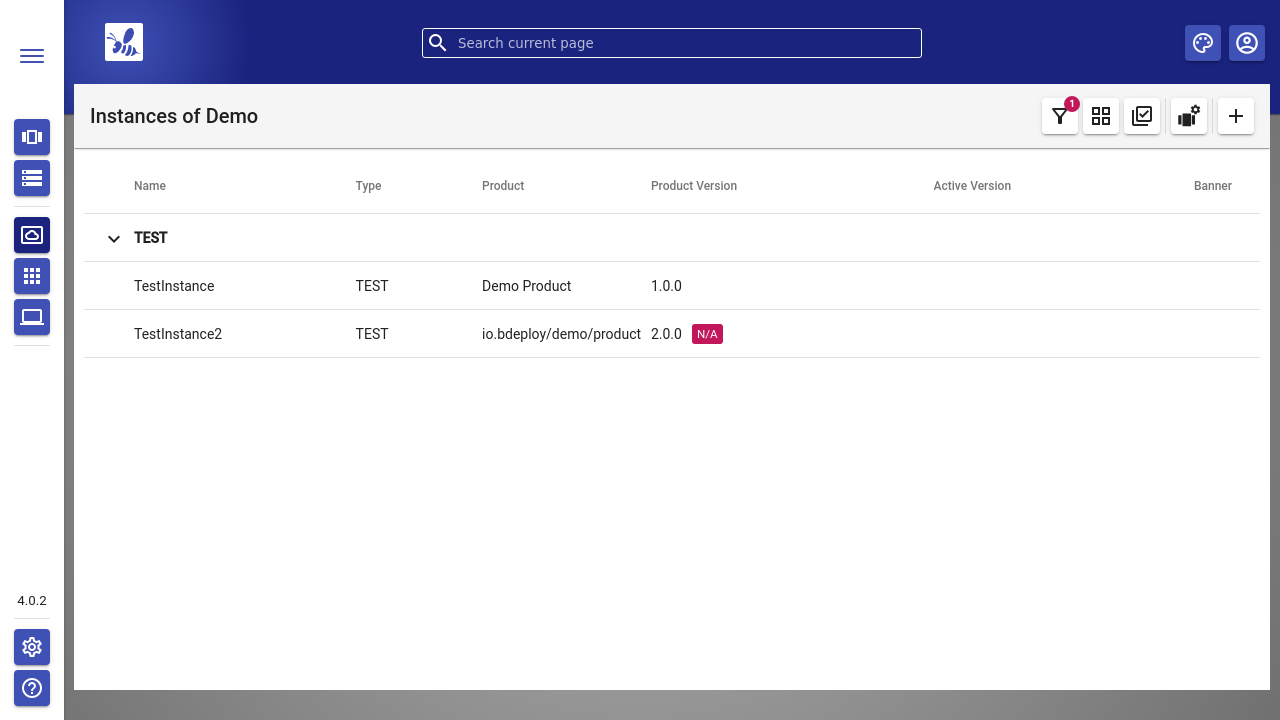 Search current page
Instances of Demo
1
Name Type Product Product Version Active Version Banner
TEST
TestInstance TEST Demo Product 1.0.0
TestInstance2 TEST io.bdeploy/demo/product 2.0.0 N/A
4.0.2